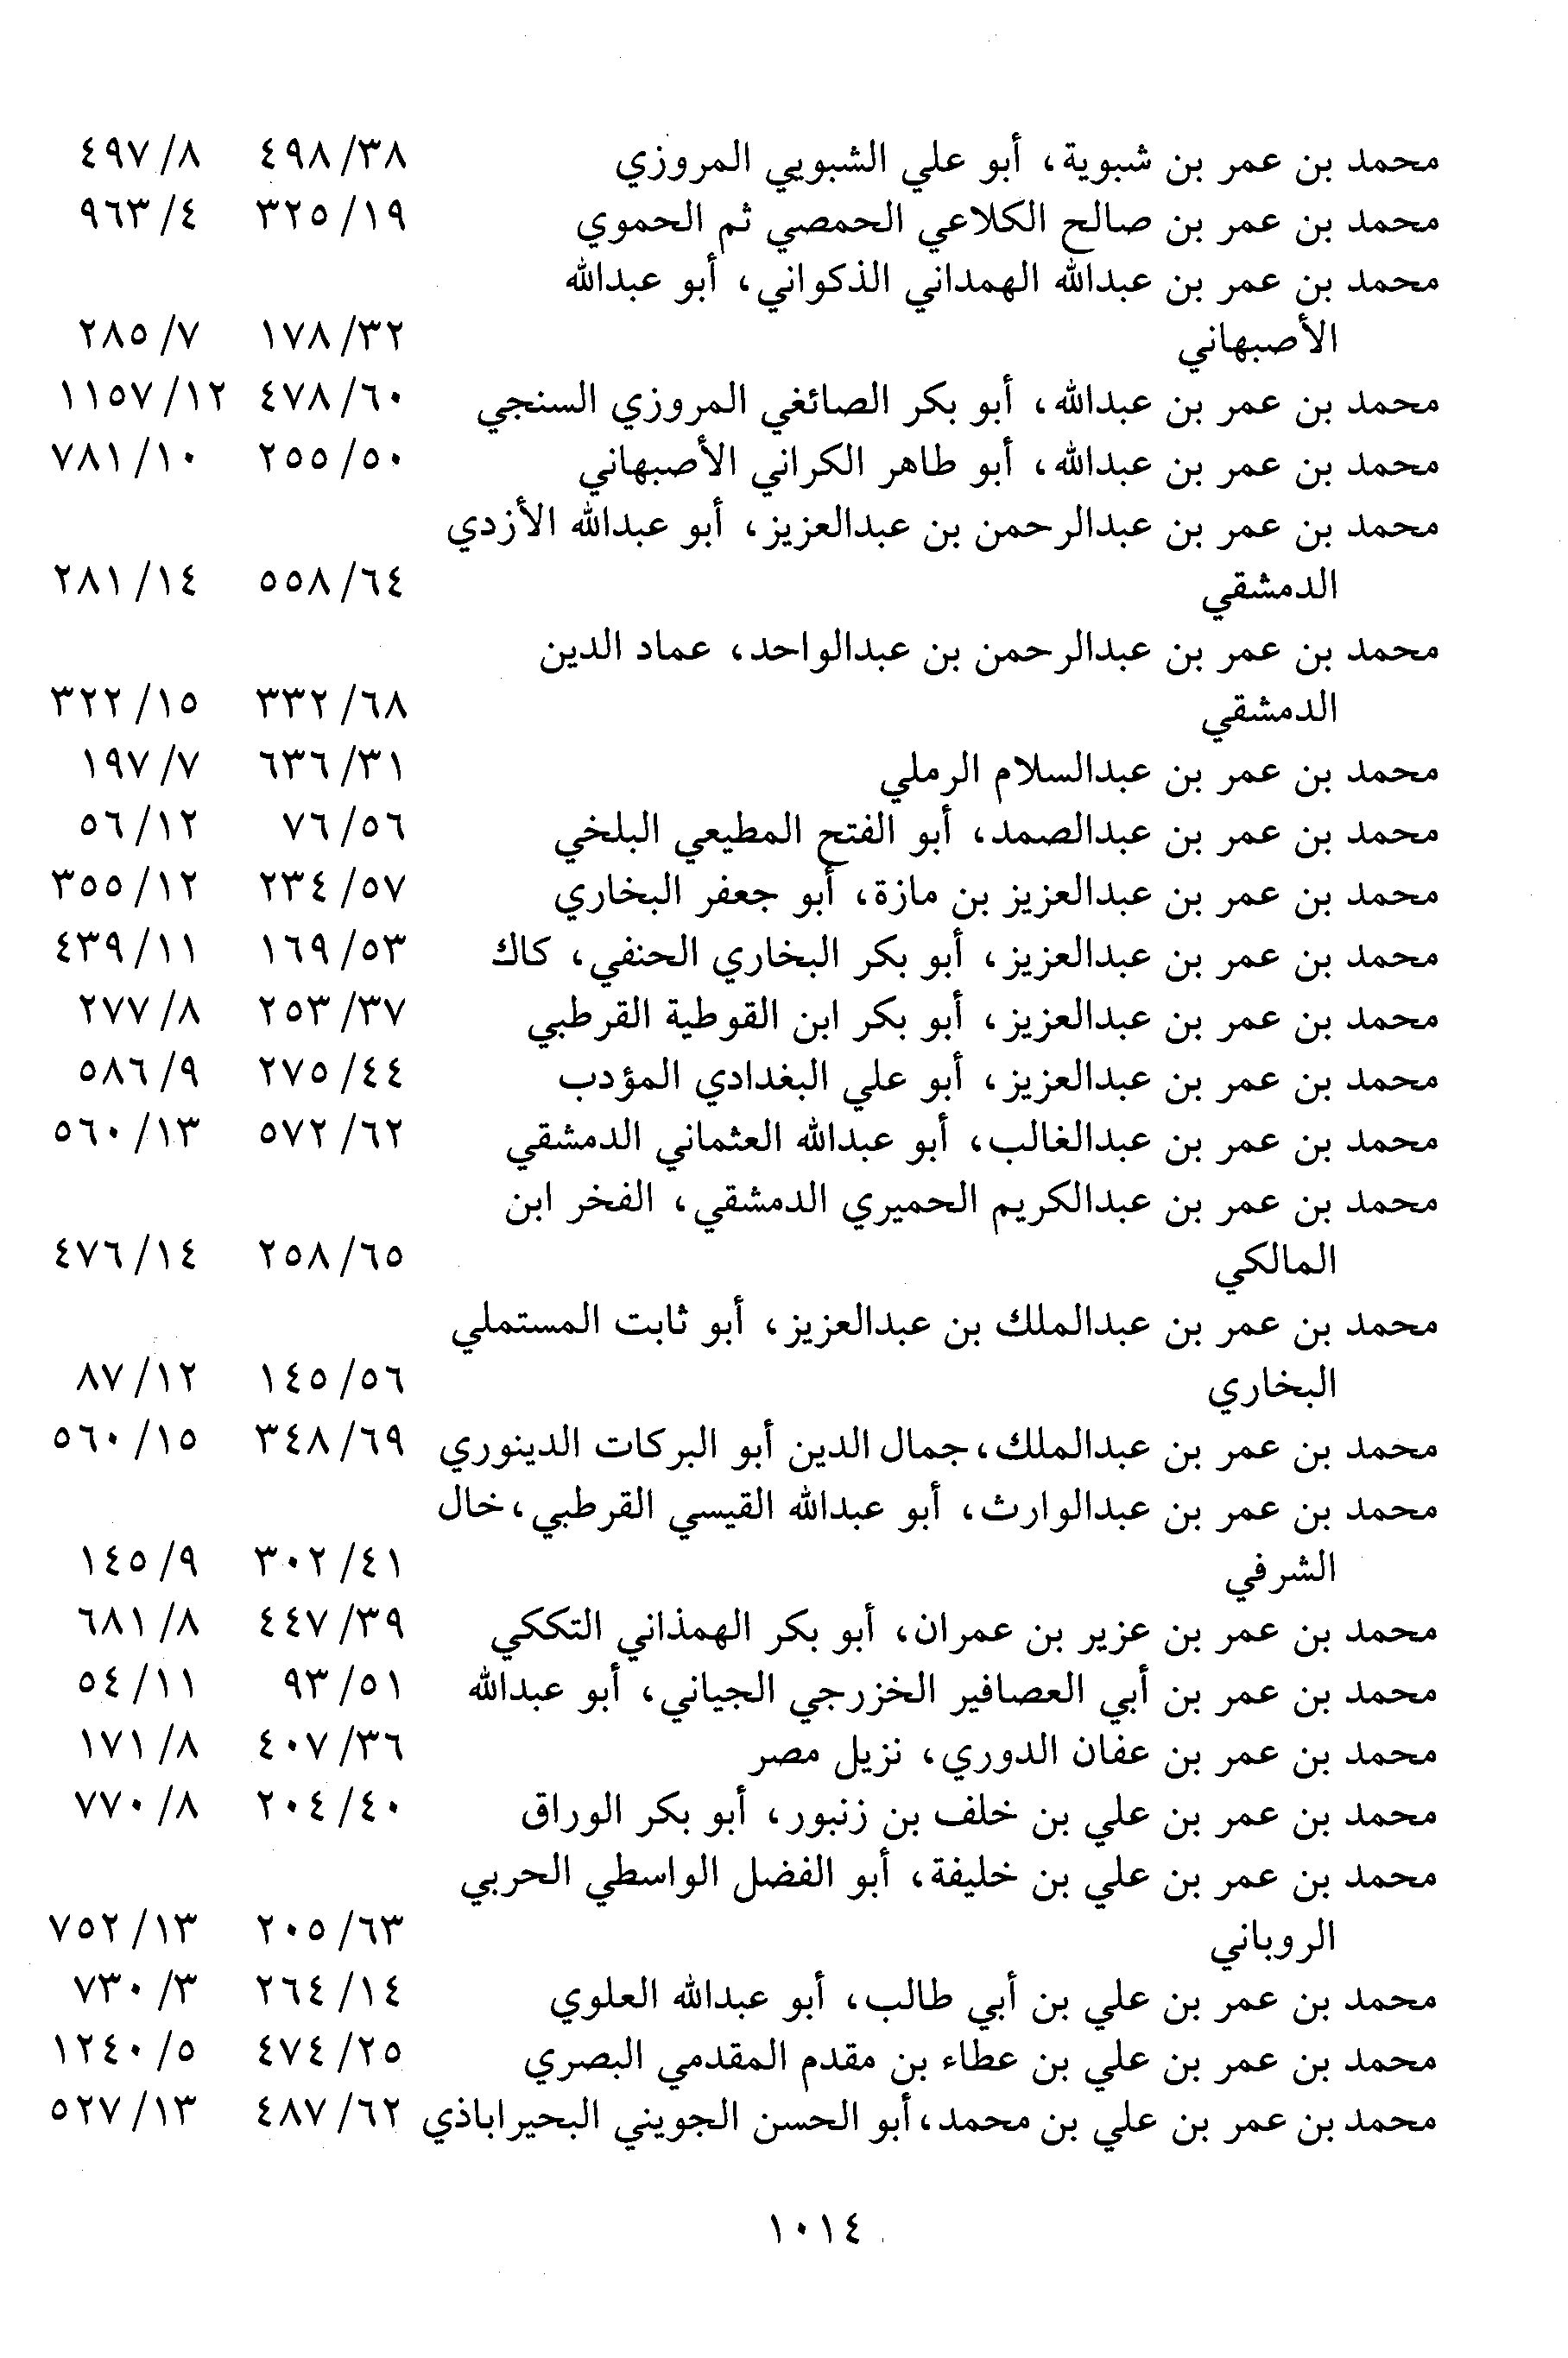 محمد بن عمر بن شبوية، أبو علي الشبويي المروزي ٣٨/ ٤٩٨ ٨/ ٤٩٧
محمد بن عمر بن صالح الكلاعي الحمصي ثم الحموي ١٩/ ٣٢٥ ٤/ ٩٦٣
محمد بن عمر بن عبدالله الهمداني الذكواني، أبو عبدالله
الأصبهاني ٣٢/ ١٧٨ ٧/ ٢٨٥
محمد بن عمر بن عبدالله، أبو بكر الصائغي المروزي السنجي ٦٠/ ٤٧٨ ١٢/ ١١٥٧
محمد بن عمر بن عبدالله، أبو طاهر الكراني الأصبهاني ٥٠/ ٢٥٥ ١٠/ ٧٨١
محمد بن عمر بن عبدالرحمن بن عبدالعزيز، أبو عبدالله الأزدي
الدمشقي ٦٤/ ٥٥٨ ١٤/ ٢٨١
محمد بن عمر بن عبدالرحمن بن عبدالواحد، عماد الدين
الدمشقي ٦٨/ ٣٣٢ ١٥/ ٣٢٢
محمد بن عمر بن عبدالسلام الرملي ٣١/ ٦٣٦ ٧/ ١٩٧
محمد بن عمر بن عبدالصمد، أبو الفتح المطيعي البلخي ٥٦/ ٧٦ ١٢/ ٥٦
محمد بن عمر بن عبدالعزيز بن مازة، أبو جعفر البخاري ٥٧/ ٢٣٤ ١٢/ ٣٥٥
محمد بن عمر بن عبدالعزيز، أبو بكر البخاري الحنفي، كاك ٥٣/ ١٦٩ ١١/ ٤٣٩
محمد بن عمر بن عبدالعزيز، أبو بكر ابن القوطية القرطبي ٣٧/ ٢٥٣ ٨/ ٢٧٧
محمد بن عمر بن عبدالعزيز، أبو علي البغدادي المؤدب ٤٤/ ٢٧٥ ٩/ ٥٨٦
محمد بن عمر بن عبدالغالب، أبو عبدالله العثماني الدمشقي ٦٢/ ٥٧٢ ١٣/ ٥٦٠
محمد بن عمر بن عبدالكريم الحميري الدمشقي، الفخر ابن
المالكي ٦٥/ ٢٥٨ ١٤/ ٤٧٦
محمد بن عمر بن عبدالملك بن عبدالعزيز، أبو ثابت المستملي
البخاري ٥٦/ ١٤٥ ١٢/ ٨٧
محمد بن عمر بن عبدالملك، جمال الدين أبو البركات الدينوري ٦٩/ ٣٤٨ ١٥/ ٥٦٠
محمد بن عمر بن عبدالوارث، أبو عبدالله القيسي القرطبي، خال
الشرفي ٤١/ ٣٠٢ ٩/ ١٤٥
محمد بن عمر بن عزير بن عمران، أبو بكر الهمذاني التككي ٣٩/ ٤٤٧ ٨/ ٦٨١
محمد بن عمر بن أبي العصافير الخزرجي الجياني، أبو عبدالله ٥١/ ٩٣ ١١/ ٥٤
محمد بن عمر بن عفان الدوري، نزيل مصر ٣٦/ ٤٠٧ ٨/ ١٧١
محمد بن عمر بن علي بن خلف بن زنبور، أبو بكر الوراق ٤٠/ ٢٠٤ ٨/ ٧٧٠
محمد بن عمر بن علي بن خليفة، أبو الفضل الواسطي الحربي
الروباني ٦٣/ ٢٠٥ ١٣/ ٧٥٢
محمد بن عمر بن علي بن أبي طالب، أبو عبدالله العلوي ١٤/ ٢٦٤ ٣/ ٧٣٠
محمد بن عمر بن علي بن عطاء بن مقدم المقدمي البصري ٢٥/ ٤٧٤ ٥/ ١٢٤٠
محمد بن عمر بن علي بن محمد، أبو الحسن الجويني البحيراباذي ٦٢/ ٤٨٧ ١٣/ ٥٢٧
١٠١٤